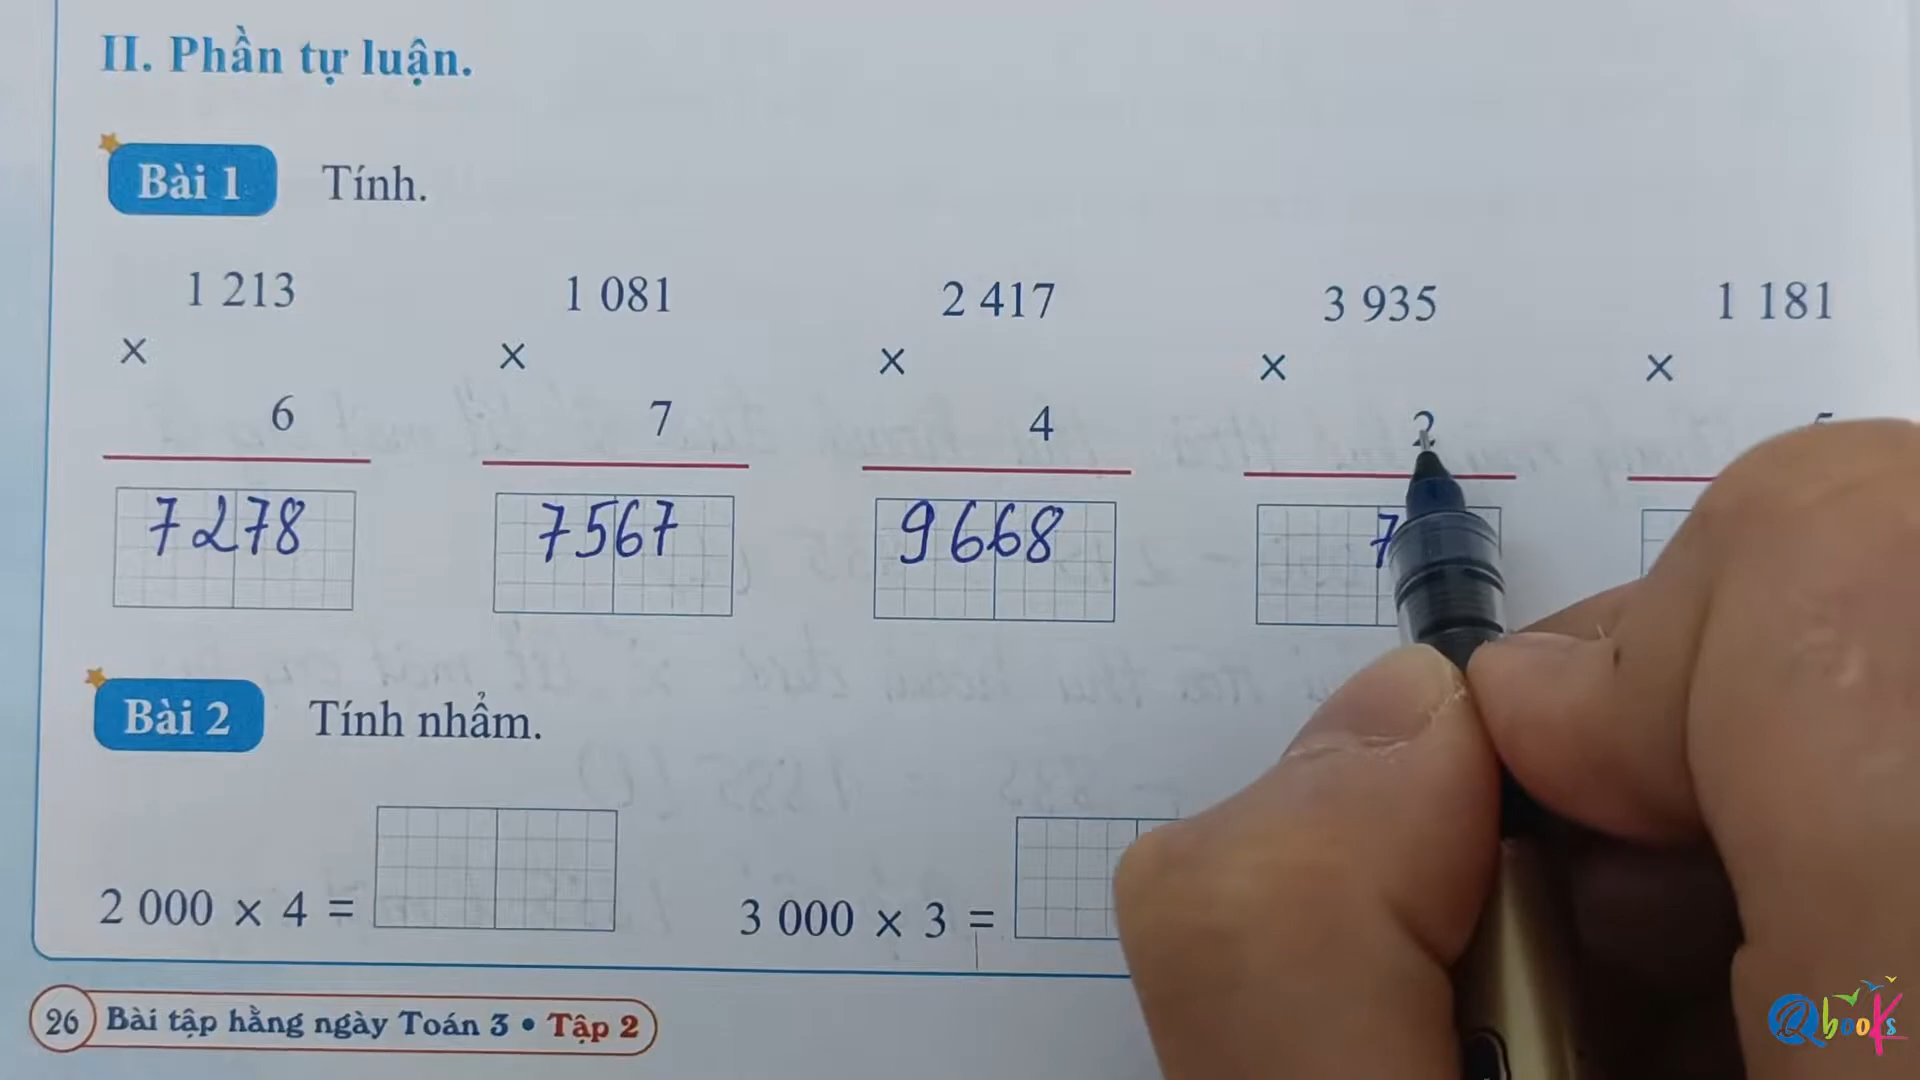 II. Phần tự luận.
Bài 1 Tính.
1 213 1 081 2 417 3 935 1 181
× × × × ×
6 7 4 2
7278 7567 9668 7
Bài 2 Tính nhẩm.
2 000 × 4 = 3 000 × 3 =
26 Bài tập hằng ngày Toán 3 • Tập 2
Qbooks